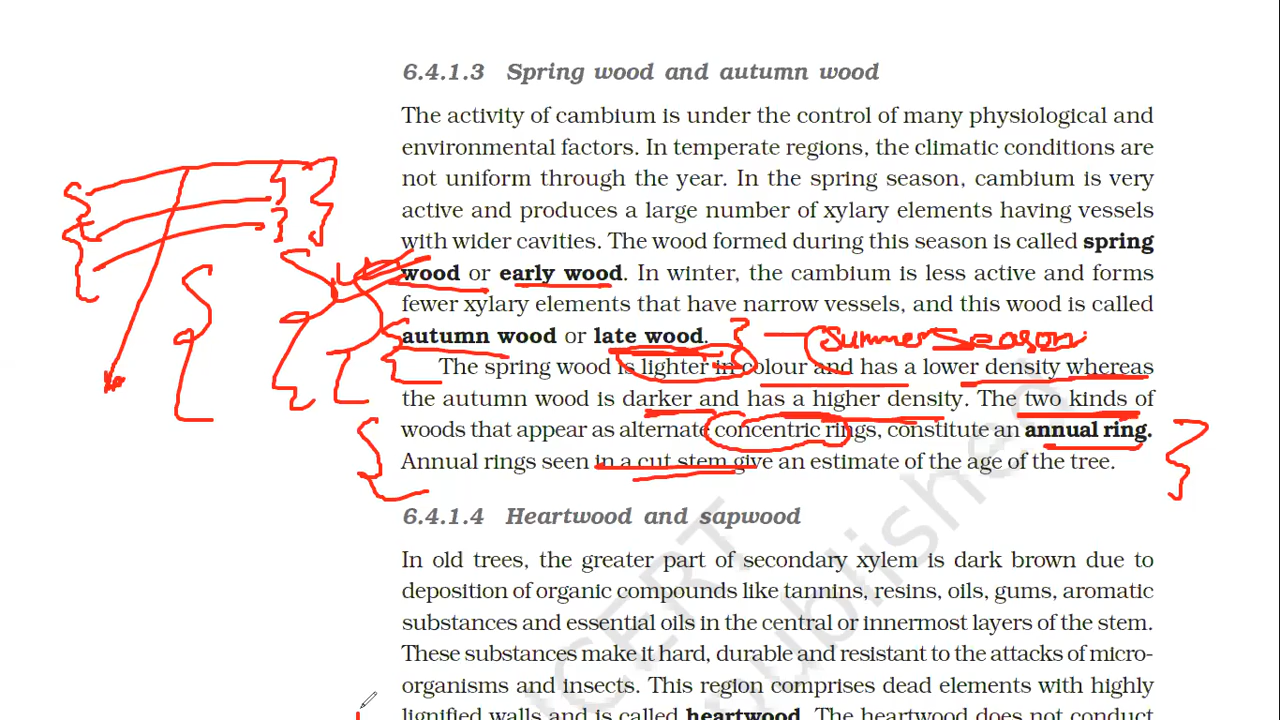 6.4.1.3 Spring wood and autumn wood
The activity of cambium is under the control of many physiological and
environmental factors. In temperate regions, the climatic conditions are
not uniform through the year. In the spring season, cambium is very
active and produces a large number of xylary elements having vessels
with wider cavities. The wood formed during this season is called spring
wood or early wood. In winter, the cambium is less active and forms
fewer xylary elements that have narrow vessels, and this wood is called
autumn wood or late wood.
Summer Season
The spring wood is lighter in colour and has a lower density whereas
the autumn wood is darker and has a higher density. The two kinds of
woods that appear as alternate concentric rings, constitute an annual ring.
Annual rings seen in a cut stem give an estimate of the age of the tree.
6.4.1.4 Heartwood and sapwood
In old trees, the greater part of secondary xylem is dark brown due to
deposition of organic compounds like tannins, resins, oils, gums, aromatic
substances and essential oils in the central or innermost layers of the stem.
These substances make it hard, durable and resistant to the attacks of micro-
organisms and insects. This region comprises dead elements with highly
lignified walls and is called heartwood. The heartwood does not conduct